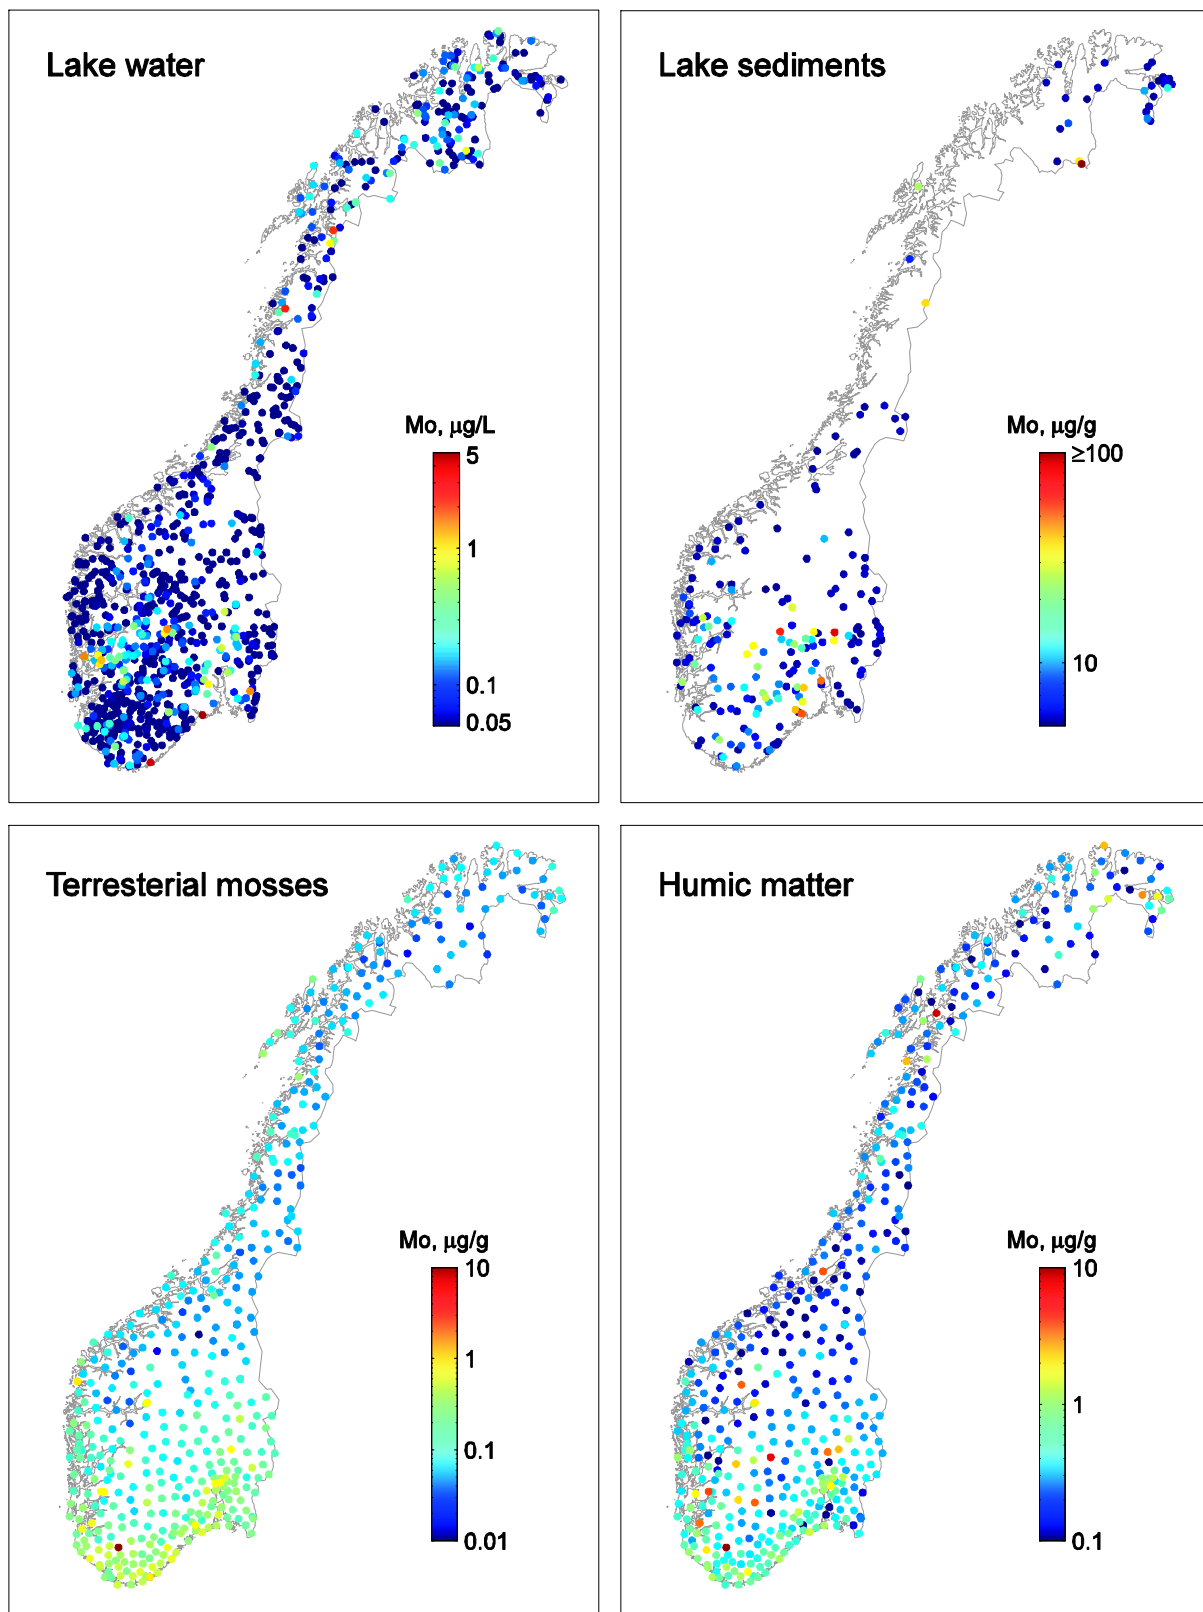 Lake water
Mo, µg/L
5
1
0.1
0.05
Lake sediments
Mo, µg/g
≥100
10
Terresterial mosses
Mo, µg/g
10
1
0.1
0.01
Humic matter
Mo, µg/g
10
1
0.1